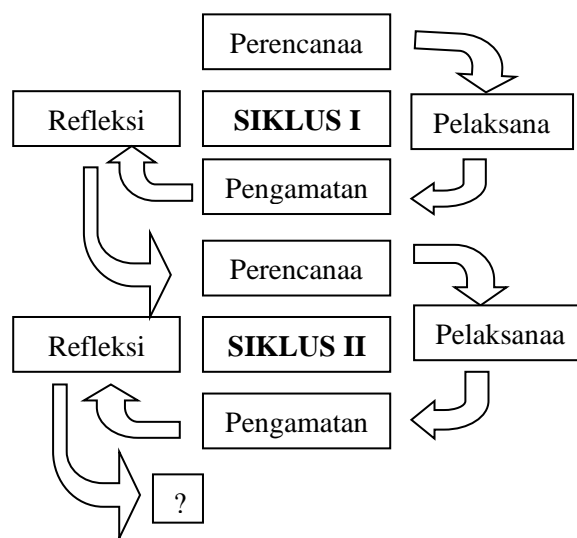 Perencanaa
Refleksi
SIKLUS I
Pelaksana
Pengamatan
Perencanaa
Refleksi
SIKLUS II
Pelaksanaa
Pengamatan
?